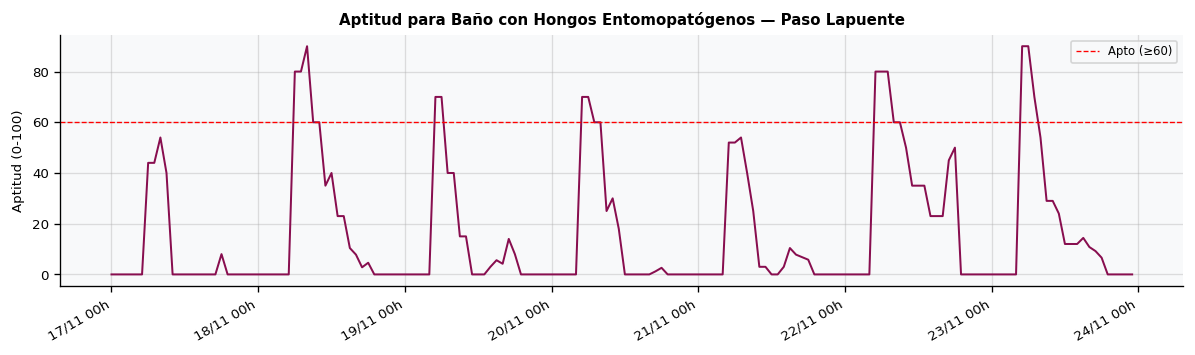 Aptitud para Baño con Hongos Entomopatógenos — Paso Lapuente
Apto (≥60)
Aptitud (0-100)
80
60
40
20
0
17/11 00h
18/11 00h
19/11 00h
20/11 00h
21/11 00h
22/11 00h
23/11 00h
24/11 00h